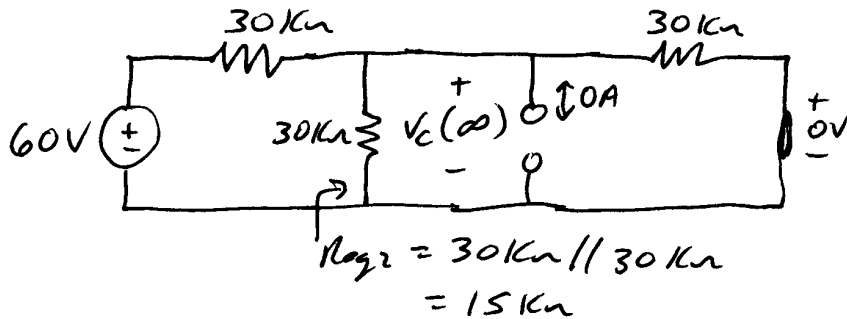 30KΩ 30KΩ
60V + - 30KΩ + Vc(∞) - 0A + 0V -
Req2 = 30KΩ // 30KΩ
= 15KΩ